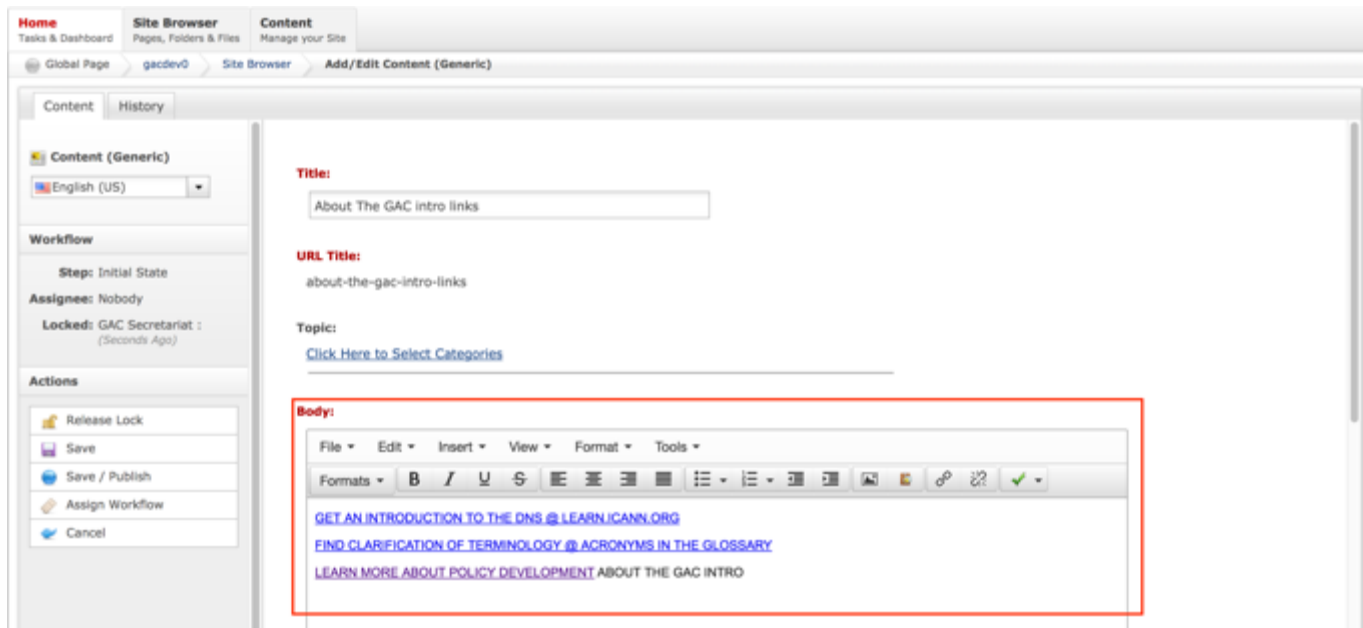 Home Site Browser Content
Tasks & Dashboard Pages, Folders & Files Manage your Site
Global Page gacdev0 Site Browser Add/Edit Content (Generic)
Content History
Content (Generic)
English (US)
Workflow
Step: Initial State
Assignee: Nobody
Locked: GAC Secretariat :
(Seconds Ago)
Actions
Release Lock
Save
Save / Publish
Assign Workflow
Cancel
Title:
About The GAC intro links
URL Title:
about-the-gac-intro-links
Topic:
Click Here to Select Categories
Body:
File Edit Insert View Format Tools
Formats B I U S
GET AN INTRODUCTION TO THE DNS @ LEARN.ICANN.ORG
FIND CLARIFICATION OF TERMINOLOGY @ ACRONYMS IN THE GLOSSARY
LEARN MORE ABOUT POLICY DEVELOPMENT ABOUT THE GAC INTRO